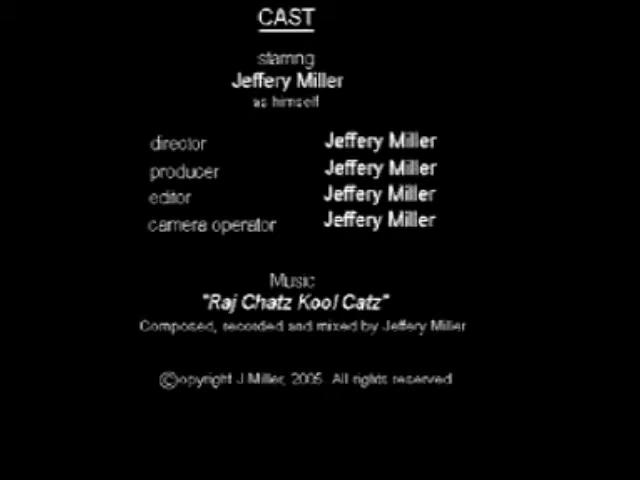 CAST
starring
Jeffery Miller
as himself
director Jeffery Miller
producer Jeffery Miller
editor Jeffery Miller
camera operator Jeffery Miller
Music
"Raj Chatz Kool Catz"
Composed, recorded and mixed by Jeffery Miller
©opyright J Miller, 2005. All rights reserved